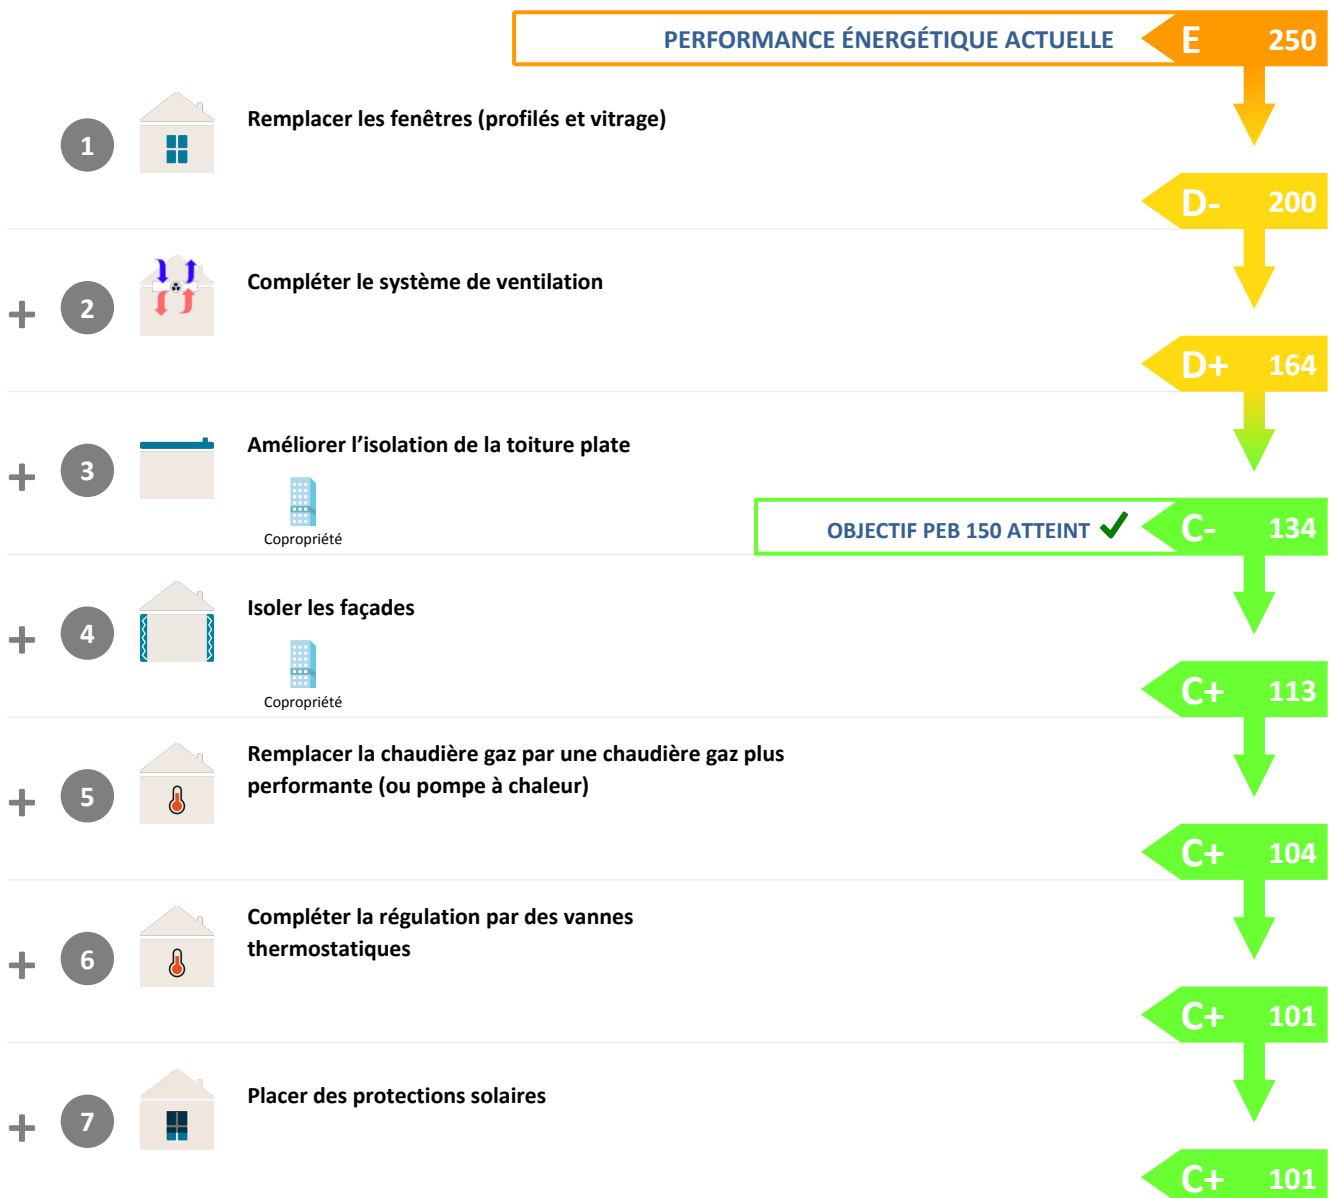 PERFORMANCE ÉNERGÉTIQUE ACTUELLE E 250
1 Remplacer les fenêtres (profilés et vitrage)
D- 200
+ 2 Compléter le système de ventilation
D+ 164
+ 3 Améliorer l’isolation de la toiture plate
Copropriété
OBJECTIF PEB 150 ATTEINT ✔ C- 134
+ 4 Isoler les façades
Copropriété
C+ 113
+ 5 Remplacer la chaudière gaz par une chaudière gaz plus
performante (ou pompe à chaleur)
C+ 104
+ 6 Compléter la régulation par des vannes
thermostatiques
C+ 101
+ 7 Placer des protections solaires
C+ 101